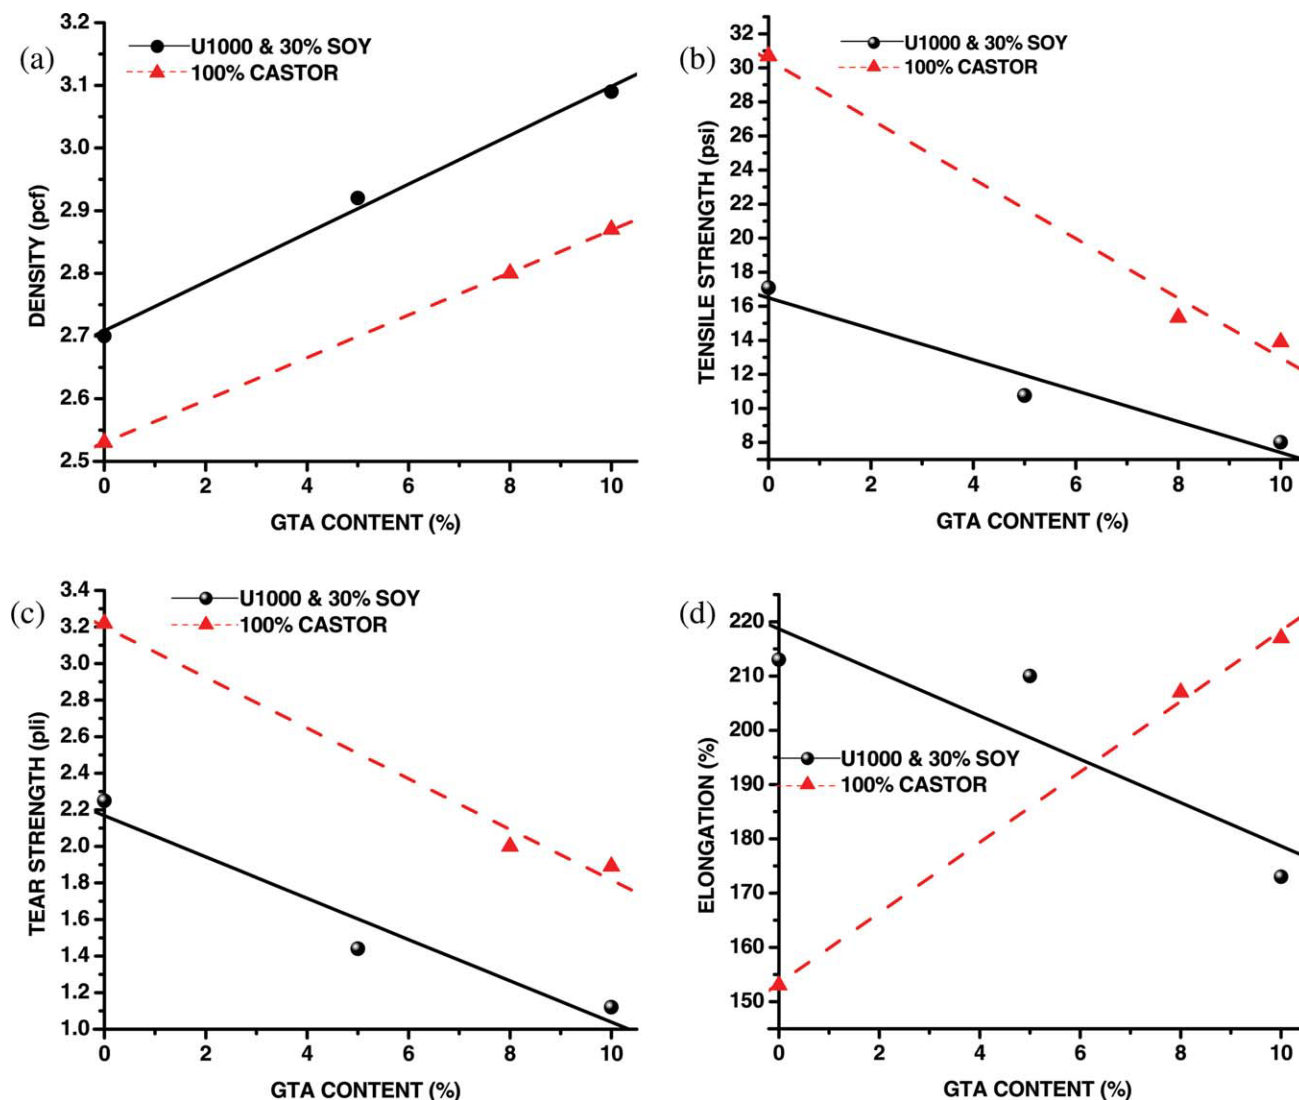 (a)
U1000 & 30% SOY
100% CASTOR
3.2
3.1
3.0
2.9
2.8
2.7
2.6
2.5
DENSITY (pcf)
0 2 4 6 8 10
GTA CONTENT (%)
(b)
U1000 & 30% SOY
100% CASTOR
32
30
28
26
24
22
20
18
16
14
12
10
8
TENSILE STRENGTH (psi)
0 2 4 6 8 10
GTA CONTENT (%)
(c)
U1000 & 30% SOY
100% CASTOR
3.4
3.2
3.0
2.8
2.6
2.4
2.2
2.0
1.8
1.6
1.4
1.2
1.0
TEAR STRENGTH (pli)
0 2 4 6 8 10
GTA CONTENT (%)
(d)
220
210
200
190
180
170
160
150
ELONGATION (%)
U1000 & 30% SOY
100% CASTOR
0 2 4 6 8 10
GTA CONTENT (%)